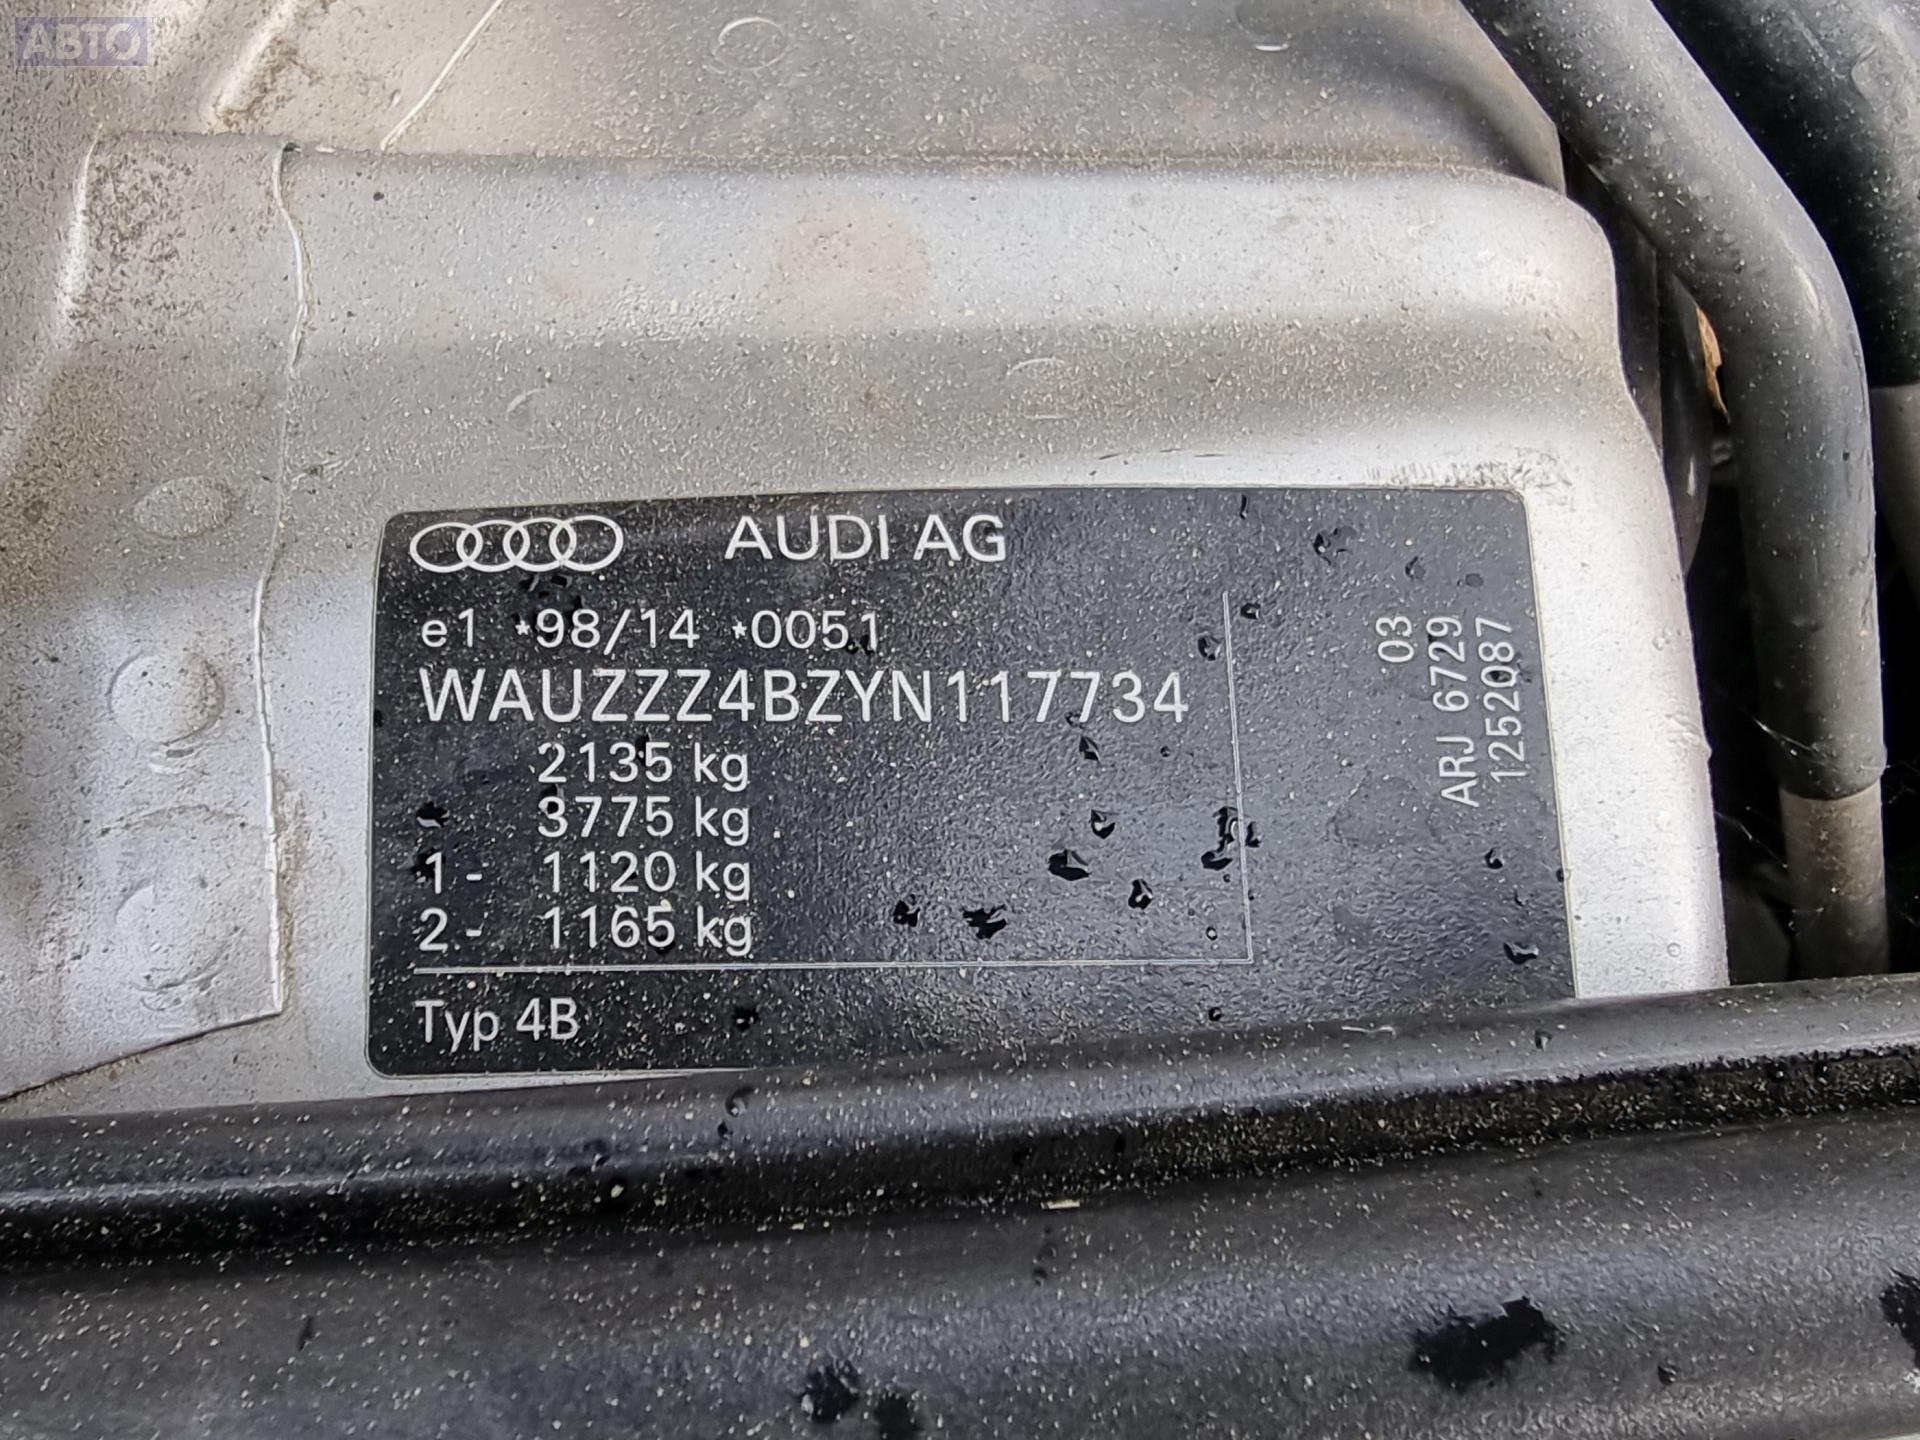 АВТО
ПРИВОЗ
AUDI AG
e1 *98/14 *0051
WAUZZZ4BZYN117734
2135 kg
3775 kg
1- 1120 kg
2- 1165 kg
Typ 4B
03
ARJ 6729
1252087